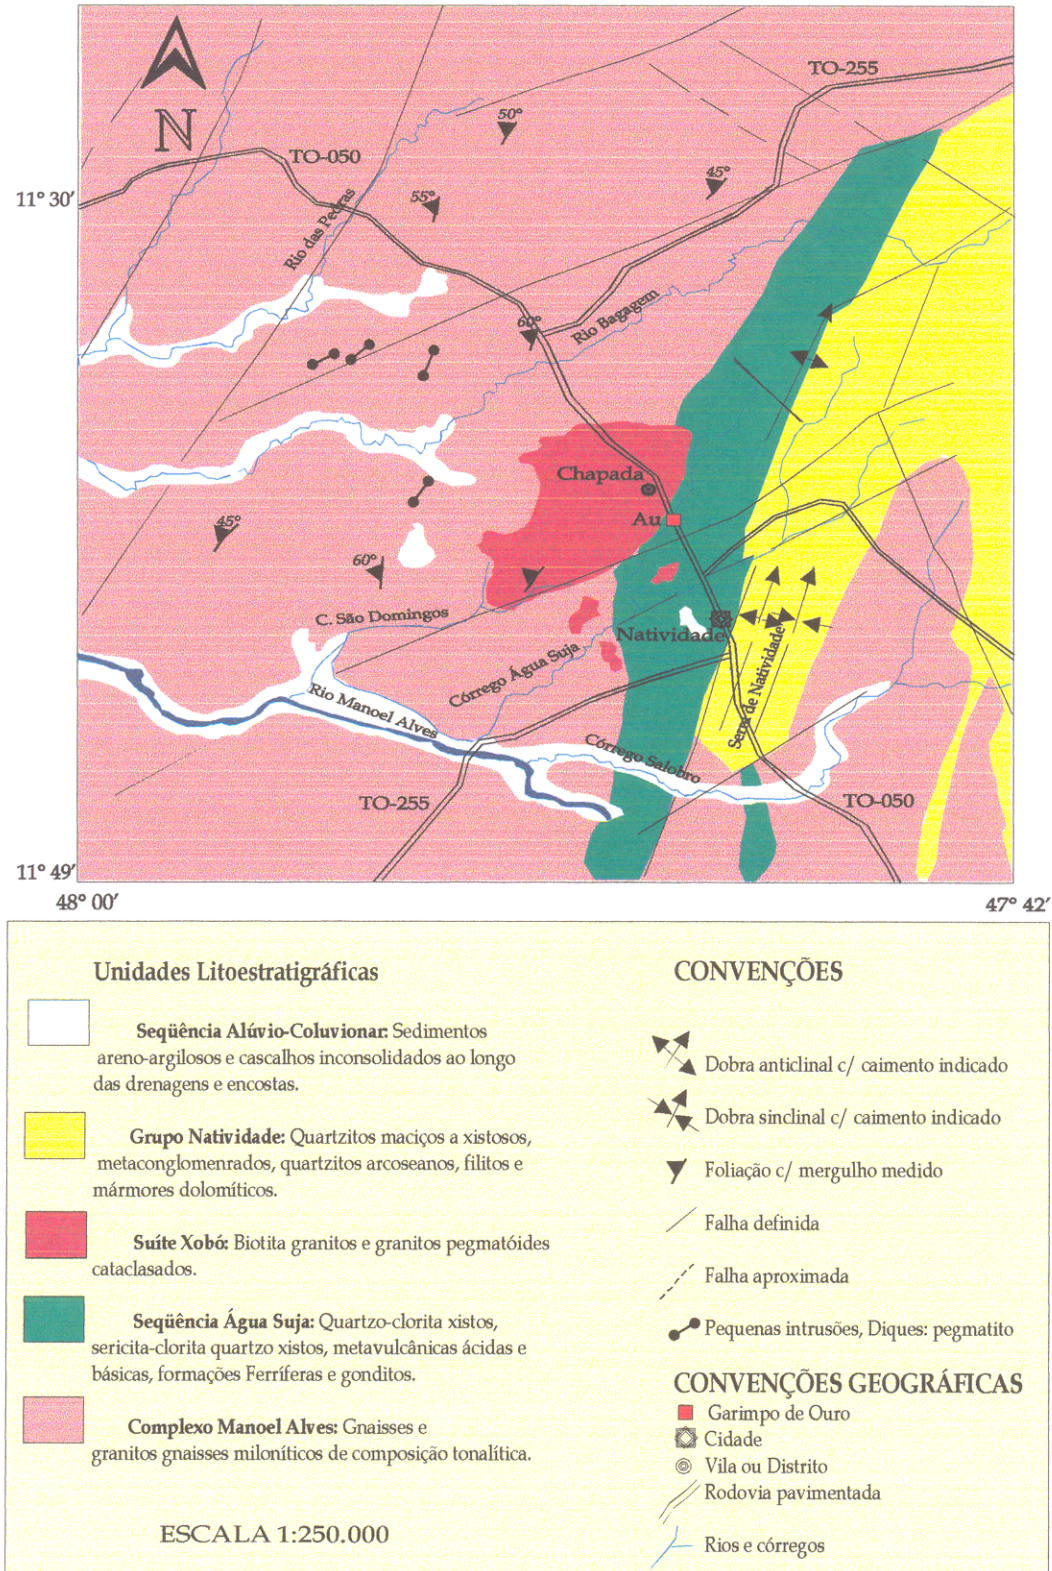 N
TO-255
TO-050
50°
45°
11° 30′
55°
Rio das Pedras
Rio Bagagem
60°
Chapada
Au
45°
60°
C. São Domingos
Natividade
Córrego Água Suja
Serra de Natividade
Rio Manoel Alves
Córrego Salobro
TO-255
TO-050
11° 49′
48° 00′
47° 42′
Unidades Litoestratigráficas
Seqüência Alúvio-Coluvionar: Sedimentos
areno-argilosos e cascalhos inconsolidados ao longo
das drenagens e encostas.
Grupo Natividade: Quartzitos maciços a xistosos,
metaconglomenrados, quartzitos arcoseanos, filitos e
mármores dolomíticos.
Suíte Xobó: Biotita granitos e granitos pegmatóides
cataclasados.
Seqüência Água Suja: Quartzo-clorita xistos,
sericita-clorita quartzo xistos, metavulcânicas ácidas e
básicas, formações Ferríferas e gonditos.
Complexo Manoel Alves: Gnaisses e
granitos gnaisses miloníticos de composição tonalítica.
ESCALA 1:250.000
CONVENÇÕES
Dobra anticlinal c/ caimento indicado
Dobra sinclinal c/ caimento indicado
Foliação c/ mergulho medido
Falha definida
Falha aproximada
Pequenas intrusões, Diques: pegmatito
CONVENÇÕES GEOGRÁFICAS
Garimpo de Ouro
Cidade
Vila ou Distrito
Rodovia pavimentada
Rios e córregos